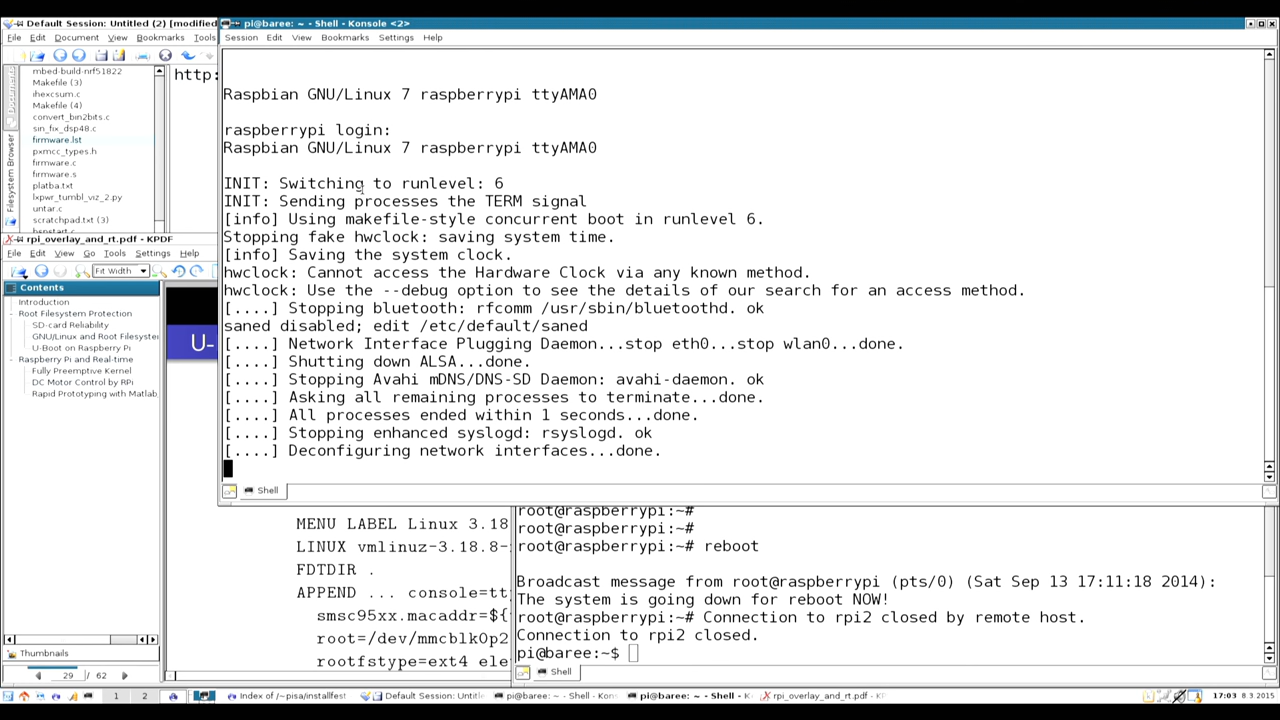 Default Session: Untitled (2) [modified
File Edit Document View Bookmarks Tools
mbed-build-nrf51822
Makefile (3)
ihexcsum.c
Makefile (4)
convert_bin2bits.c
sin_fix_dsp48.c
firmware.lst
pxmcc_types.h
firmware.c
firmware.s
platba.txt
lxpwr_tumbl_viz_2.py
untar.c
scratchpad.txt (3)
Documents
File System Browser
http:
rpi_overlay_and_rt.pdf - KPDF
File Edit View Go Tools Settings Help
Fit Width
Contents
Introduction
Root Filesystem Protection
SD-card Reliability
GNU/Linux and Root Filesyste
U-Boot on Raspberry Pi
Raspberry Pi and Real-time
Fully Preemptive Kernel
DC Motor Control by RPi
Rapid Prototyping with Matlab,
Thumbnails
29 / 62
U-
pi@baree: ~ - Shell - Konsole <2>
Session Edit View Bookmarks Settings Help
Raspbian GNU/Linux 7 raspberrypi ttyAMA0
raspberrypi login:
Raspbian GNU/Linux 7 raspberrypi ttyAMA0
INIT: Switching to runlevel: 6
INIT: Sending processes the TERM signal
[info] Using makefile-style concurrent boot in runlevel 6.
Stopping fake hwclock: saving system time.
[info] Saving the system clock.
hwclock: Cannot access the Hardware Clock via any known method.
hwclock: Use the --debug option to see the details of our search for an access method.
[....] Stopping bluetooth: rfcomm /usr/sbin/bluetoothd. ok
saned disabled; edit /etc/default/saned
[....] Network Interface Plugging Daemon...stop eth0...stop wlan0...done.
[....] Shutting down ALSA...done.
[....] Stopping Avahi mDNS/DNS-SD Daemon: avahi-daemon. ok
[....] Asking all remaining processes to terminate...done.
[....] All processes ended within 1 seconds...done.
[....] Stopping enhanced syslogd: rsyslogd. ok
[....] Deconfiguring network interfaces...done.
Shell
MENU LABEL Linux 3.18
LINUX vmlinuz-3.18.8-
FDTDIR .
APPEND ... console=tt
smsc95xx.macaddr=${
root=/dev/mmcblk0p2
rootfstype=ext4 ele
root@raspberrypi:~#
root@raspberrypi:~#
root@raspberrypi:~# reboot
Broadcast message from root@raspberrypi (pts/0) (Sat Sep 13 17:11:18 2014):
The system is going down for reboot NOW!
root@raspberrypi:~# Connection to rpi2 closed by remote host.
Connection to rpi2 closed.
pi@baree:~$
Shell
1 2 Index of /~pisa/installfest Default Session: Untitl pi@baree: ~ - Shell - Kons pi@baree: ~ - Shell - K rpi_overlay_and_rt.pdf - KP 17:03 8.3.2015